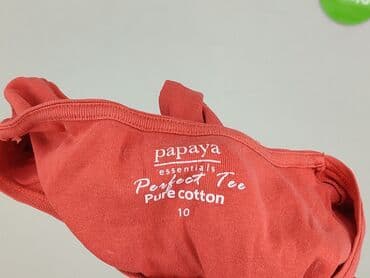 papaya
essentials
Perfect Tee
Pure cotton
10